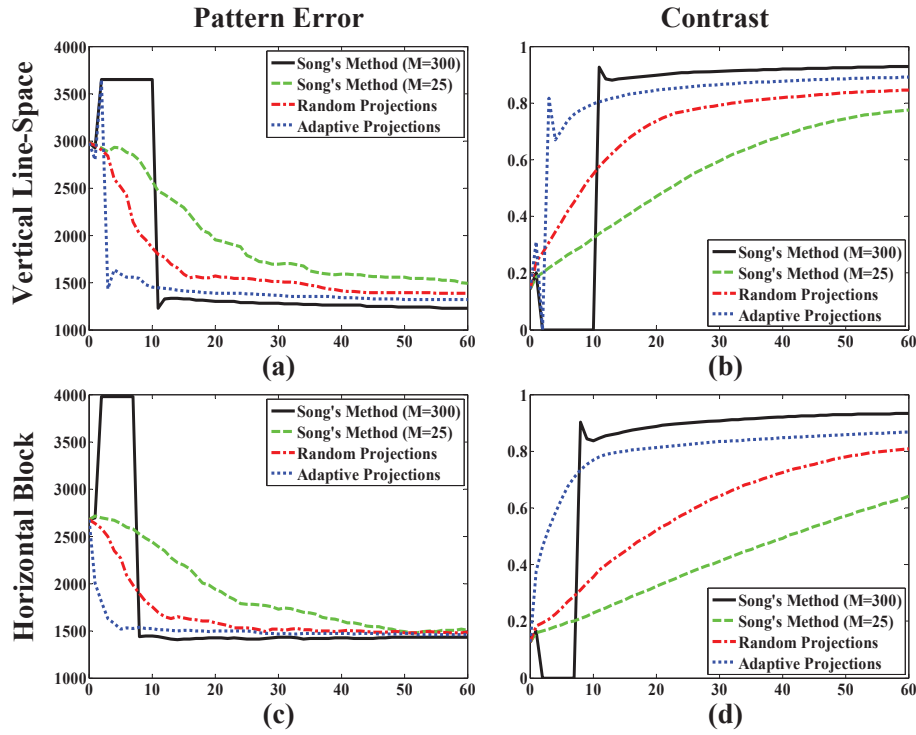 Pattern Error
Contrast
Vertical Line-Space
4000
3500
3000
2500
2000
1500
1000
0 10 20 30 40 50 60
Song's Method (M=300)
Song's Method (M=25)
Random Projections
Adaptive Projections
(a)
1
0.8
0.6
0.4
0.2
0
0 10 20 30 40 50 60
Song's Method (M=300)
Song's Method (M=25)
Random Projections
Adaptive Projections
(b)
Horizontal Block
4000
3500
3000
2500
2000
1500
1000
0 10 20 30 40 50 60
Song's Method (M=300)
Song's Method (M=25)
Random Projections
Adaptive Projections
(c)
1
0.8
0.6
0.4
0.2
0
0 10 20 30 40 50 60
Song's Method (M=300)
Song's Method (M=25)
Random Projections
Adaptive Projections
(d)